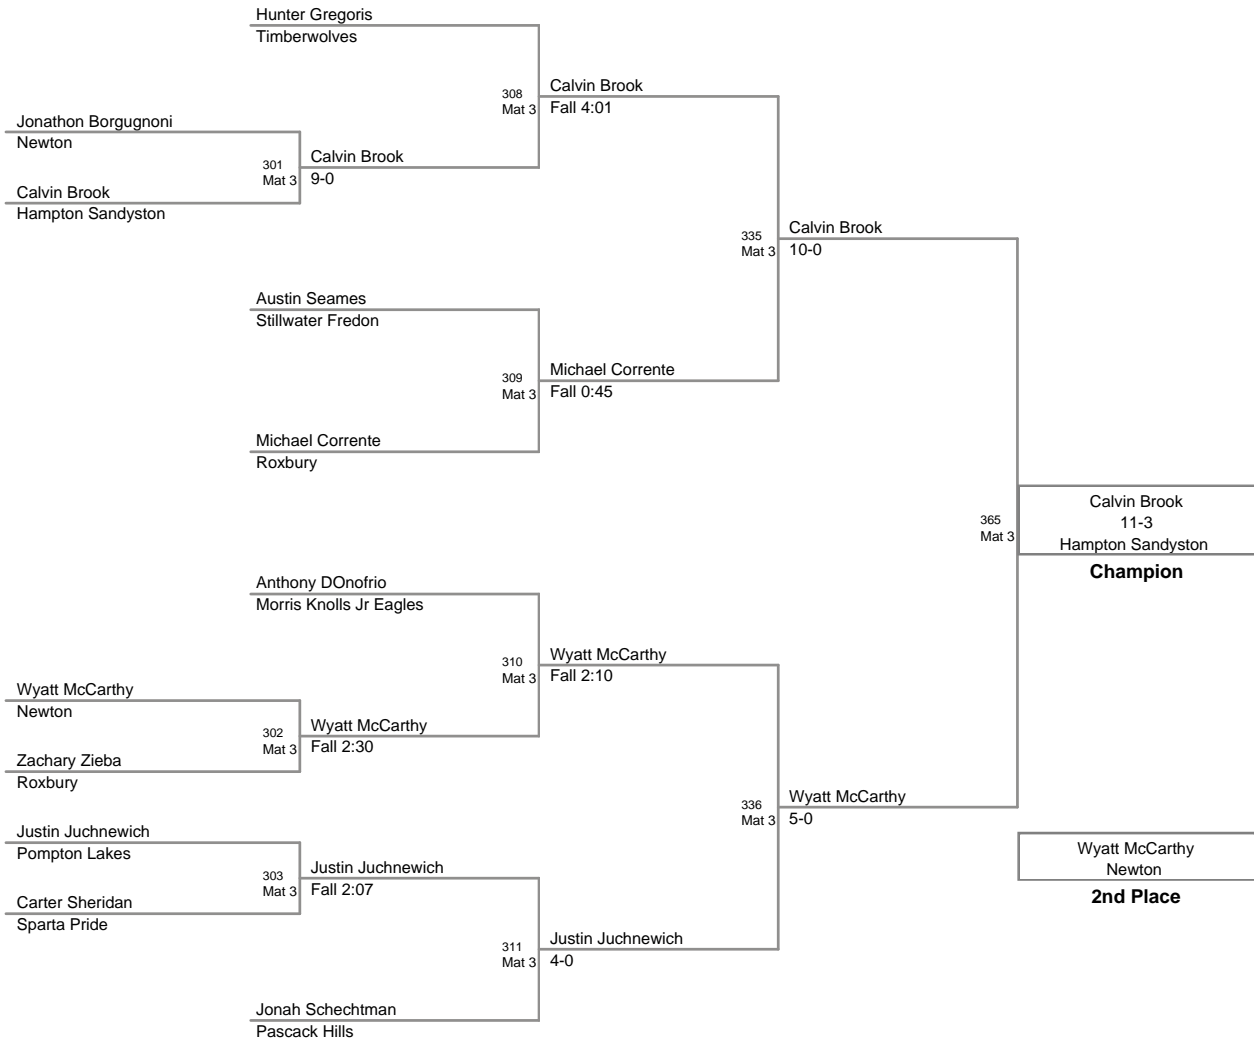 Hunter Gregoris
Timberwolves
308
Mat 3
Calvin Brook
Fall 4:01
Jonathon Borgugnoni
Newton
301
Mat 3
Calvin Brook
9-0
Calvin Brook
Hampton Sandyston
335
Mat 3
Calvin Brook
10-0
Austin Seames
Stillwater Fredon
309
Mat 3
Michael Corrente
Fall 0:45
Michael Corrente
Roxbury
365
Mat 3
Calvin Brook
11-3
Hampton Sandyston
Champion
Anthony DOnofrio
Morris Knolls Jr Eagles
310
Mat 3
Wyatt McCarthy
Fall 2:10
Wyatt McCarthy
Newton
302
Mat 3
Wyatt McCarthy
Fall 2:30
Zachary Zieba
Roxbury
336
Mat 3
Wyatt McCarthy
5-0
Justin Juchnewich
Pompton Lakes
303
Mat 3
Justin Juchnewich
Fall 2:07
Carter Sheridan
Sparta Pride
Wyatt McCarthy
Newton
2nd Place
311
Mat 3
Justin Juchnewich
4-0
Jonah Schechtman
Pascack Hills